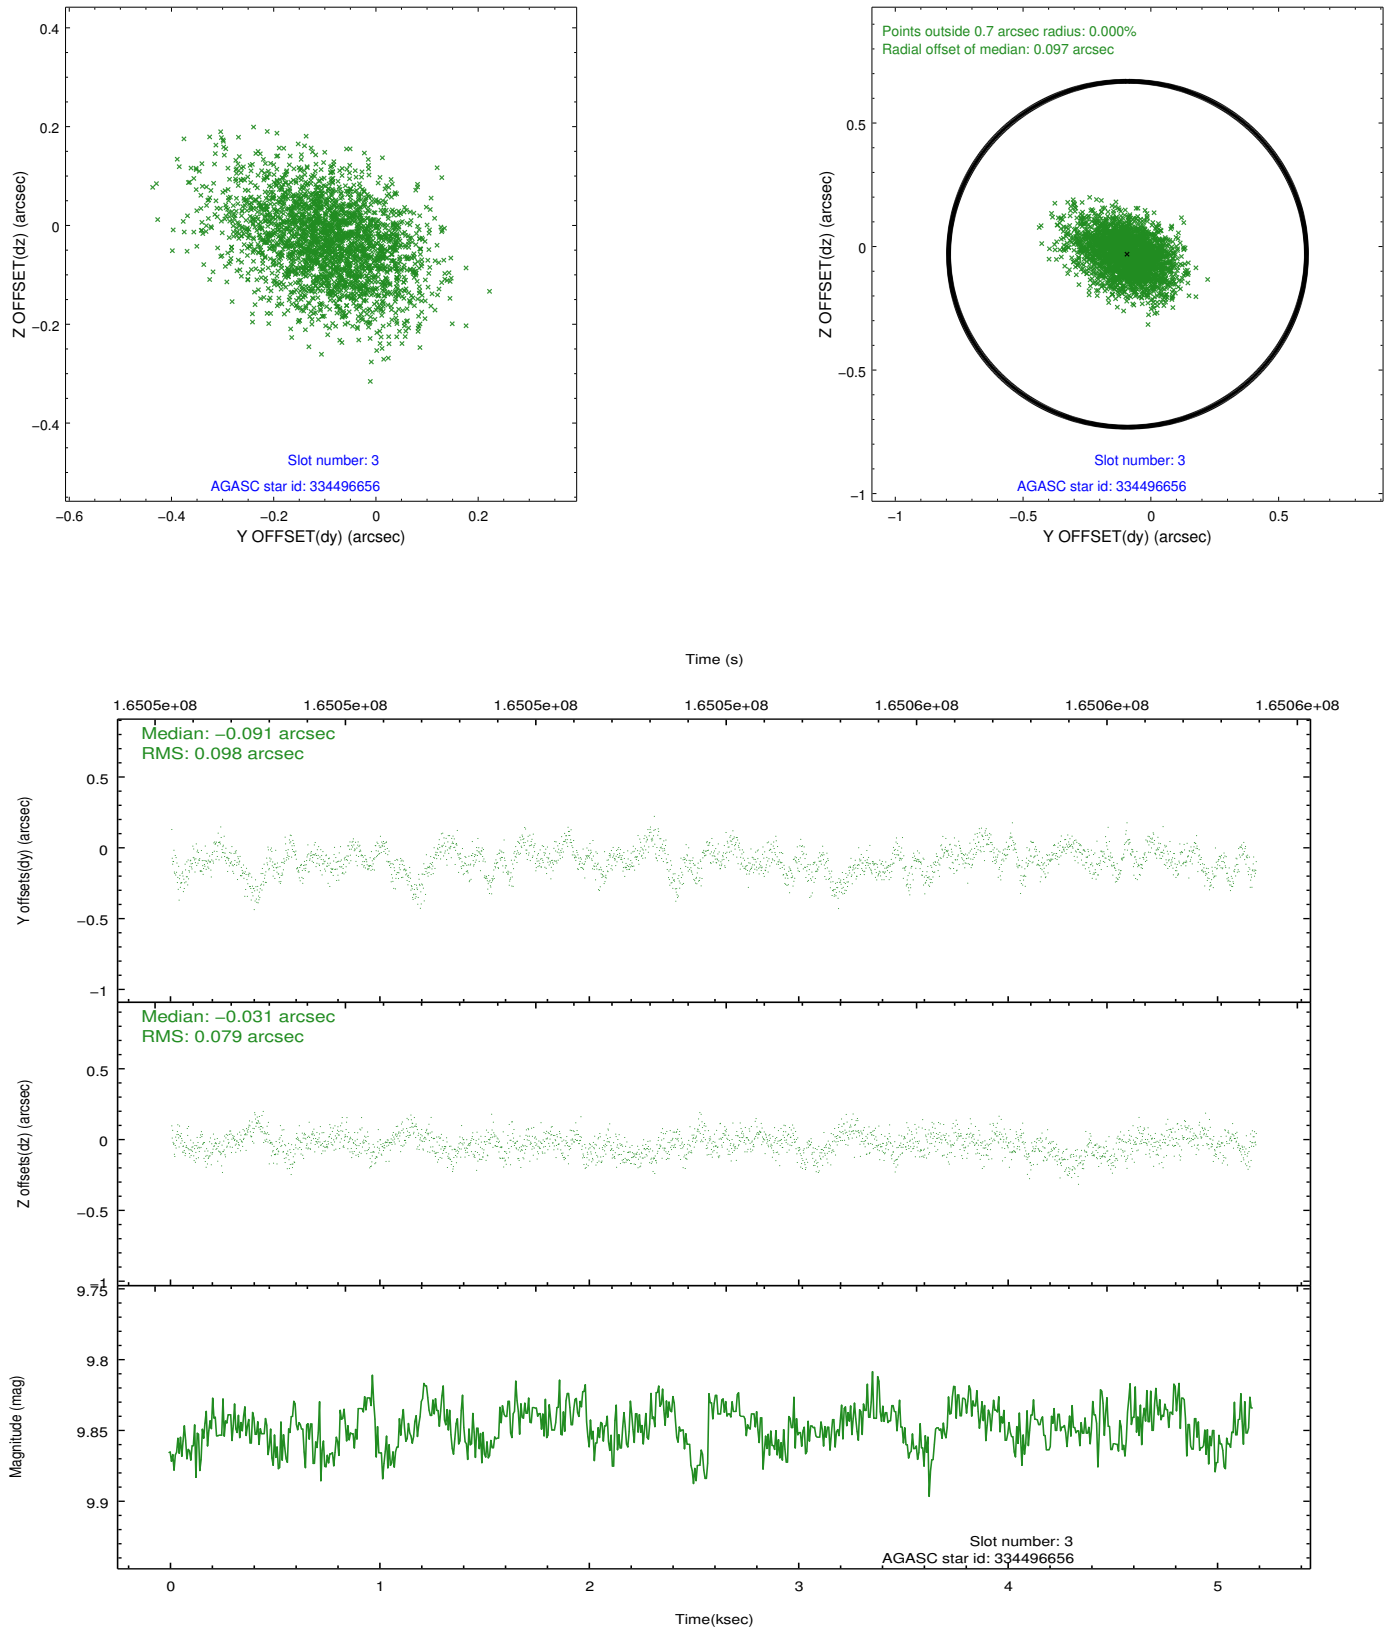 0.4
0.2
0
−0.2
−0.4
Z OFFSET(dz) (arcsec)
Slot number: 3
AGASC star id: 334496656
−0.6 −0.4 −0.2 0 0.2
Y OFFSET(dy) (arcsec)
Points outside 0.7 arcsec radius: 0.000%
Radial offset of median: 0.097 arcsec
0.5
0
−0.5
−1
Z OFFSET(dz) (arcsec)
Slot number: 3
AGASC star id: 334496656
−1 −0.5 0 0.5
Y OFFSET(dy) (arcsec)
Time (s)
1.6505e+08 1.6505e+08 1.6505e+08 1.6505e+08 1.6506e+08 1.6506e+08 1.6506e+08
Median: −0.091 arcsec
RMS: 0.098 arcsec
0.5
0
−0.5
−1
Y offsets(dy) (arcsec)
Median: −0.031 arcsec
RMS: 0.079 arcsec
0.5
0
−0.5
−1
Z offsets(dz) (arcsec)
9.75
9.8
9.85
9.9
Magnitude (mag)
Slot number: 3
AGASC star id: 334496656
0 1 2 3 4 5
Time(ksec)